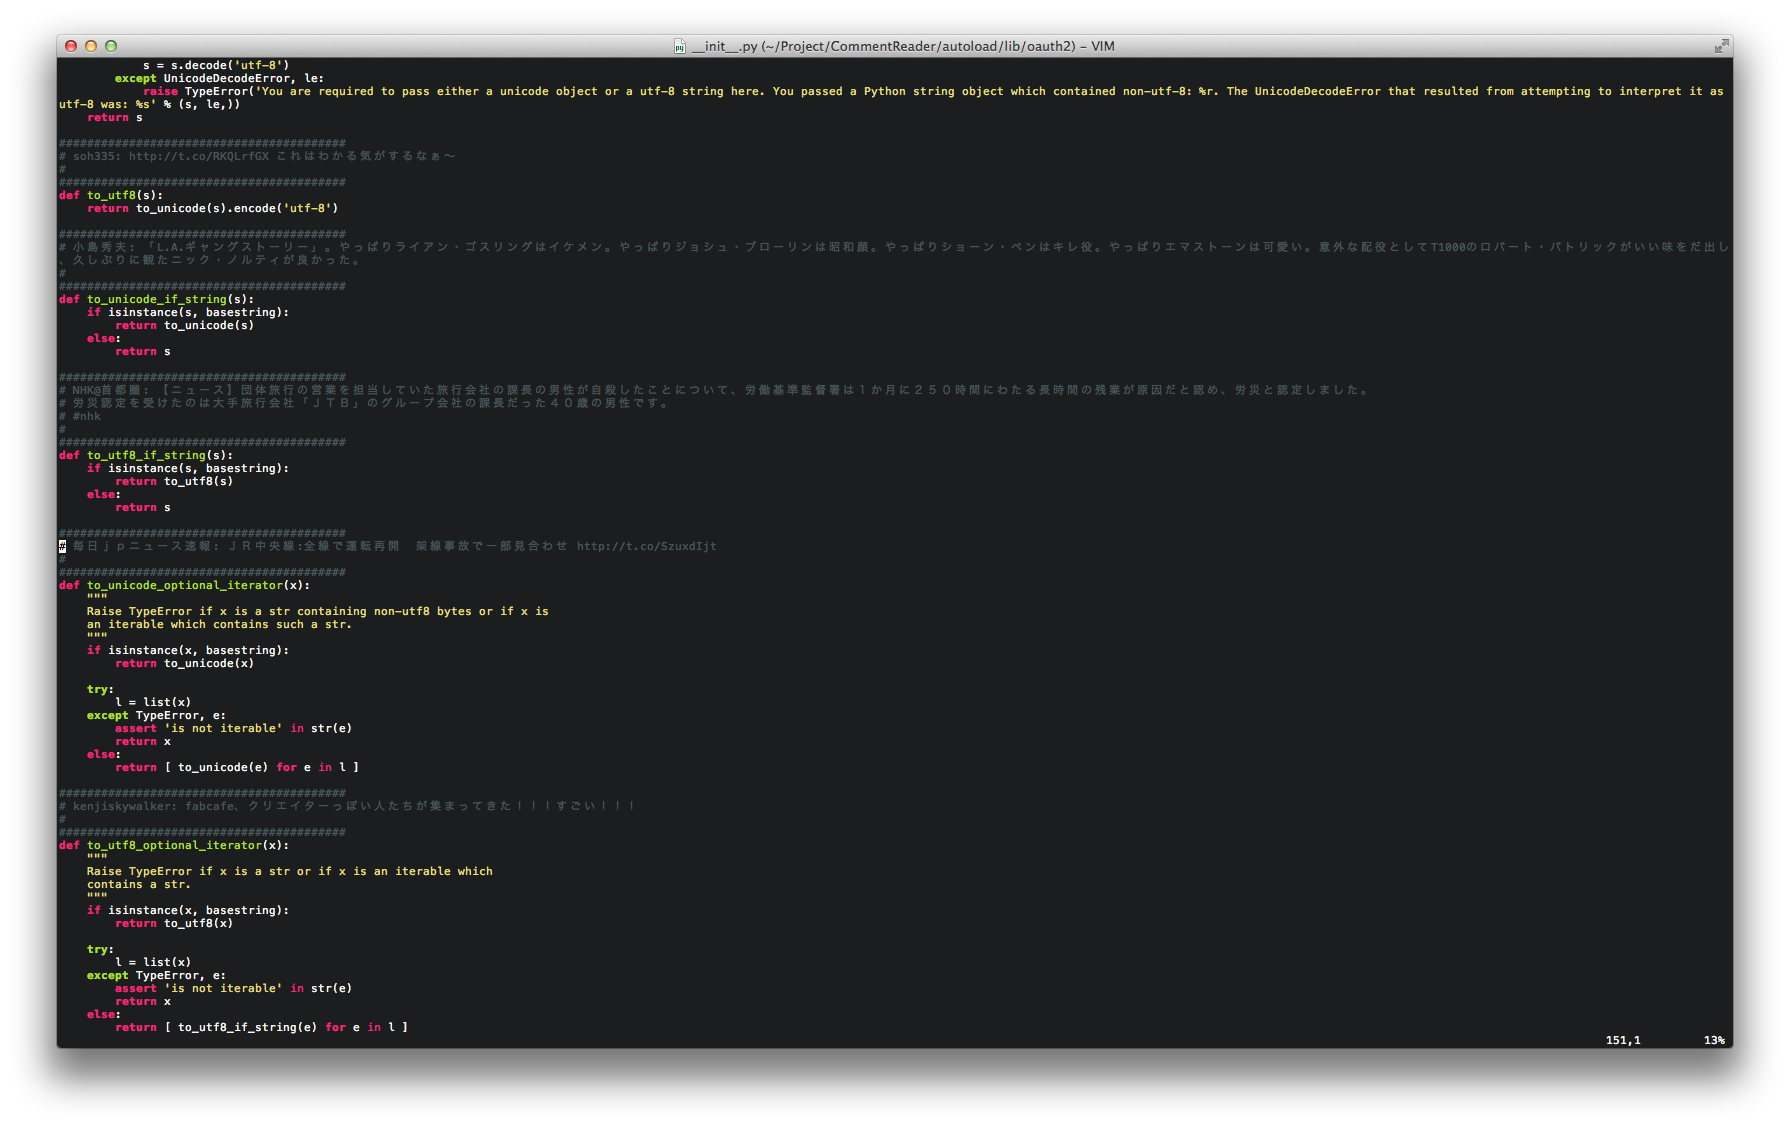 __init__.py (~/Project/CommentReader/autoload/lib/oauth2) – VIM
            s = s.decode('utf-8')
        except UnicodeDecodeError, le:
            raise TypeError('You are required to pass either a unicode object or a utf-8 string here. You passed a Python string object which contained non-utf-8: %r. The UnicodeDecodeError that resulted from attempting to interpret it as
utf-8 was: %s' % (s, le,))
    return s
#########################################
# soh335: http://t.co/RKQLrfGX これはわかる気がするなぁ〜
#
#########################################
def to_utf8(s):
    return to_unicode(s).encode('utf-8')
#########################################
# 小島秀夫: 「L.A.ギャングストーリー」。やっぱりライアン・ゴスリングはイケメン。やっぱりジョシュ・ブローリンは昭和顔。やっぱりショーン・ペンはキレ役。やっぱりエマストーンは可愛い。意外な配役としてT1000のロバート・パトリックがいい味をだ出し
、久しぶりに観たニック・ノルティが良かった。
#
#########################################
def to_unicode_if_string(s):
    if isinstance(s, basestring):
        return to_unicode(s)
    else:
        return s
#########################################
# NHK@首都圏: 【ニュース】団体旅行の営業を担当していた旅行会社の課長の男性が自殺したことについて、労働基準監督署は１か月に２５０時間にわたる長時間の残業が原因だと認め、労災と認定しました。
# 労災認定を受けたのは大手旅行会社「ＪＴＢ」のグループ会社の課長だった４０歳の男性です。
# #nhk
#
#########################################
def to_utf8_if_string(s):
    if isinstance(s, basestring):
        return to_utf8(s)
    else:
        return s
#########################################
# 毎日ｊｐニュース速報: ＪＲ中央線:全線で運転再開　架線事故で一部見合わせ http://t.co/SzuxdIjt
#
#########################################
def to_unicode_optional_iterator(x):
    """
    Raise TypeError if x is a str containing non-utf8 bytes or if x is
    an iterable which contains such a str.
    """
    if isinstance(x, basestring):
        return to_unicode(x)
    try:
        l = list(x)
    except TypeError, e:
        assert 'is not iterable' in str(e)
        return x
    else:
        return [ to_unicode(e) for e in l ]
#########################################
# kenjiskywalker: fabcafe、クリエイターっぽい人たちが集まってきた！！！すごい！！！
#
#########################################
def to_utf8_optional_iterator(x):
    """
    Raise TypeError if x is a str or if x is an iterable which
    contains a str.
    """
    if isinstance(x, basestring):
        return to_utf8(x)
    try:
        l = list(x)
    except TypeError, e:
        assert 'is not iterable' in str(e)
        return x
    else:
        return [ to_utf8_if_string(e) for e in l ]
151,1 13%